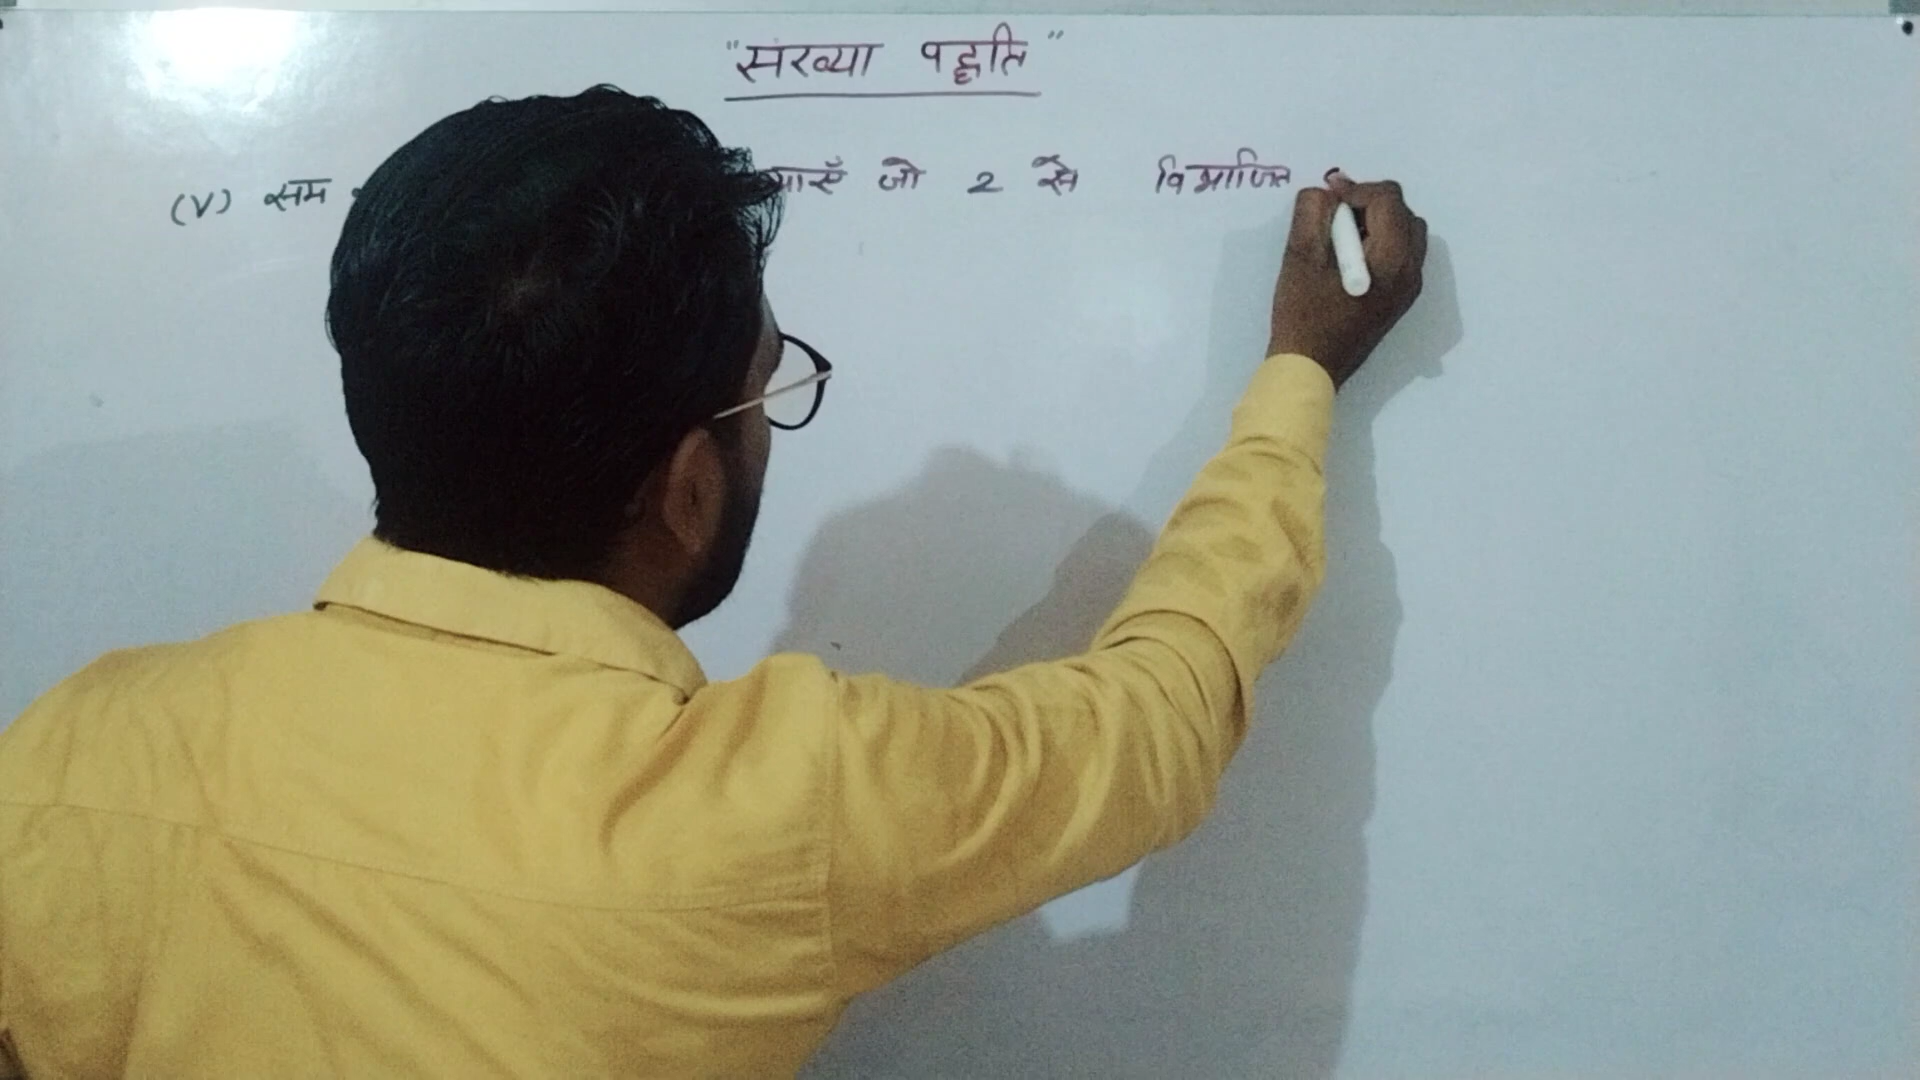 "संख्या पद्धति"
(V) सम जो 2 से विभाजित